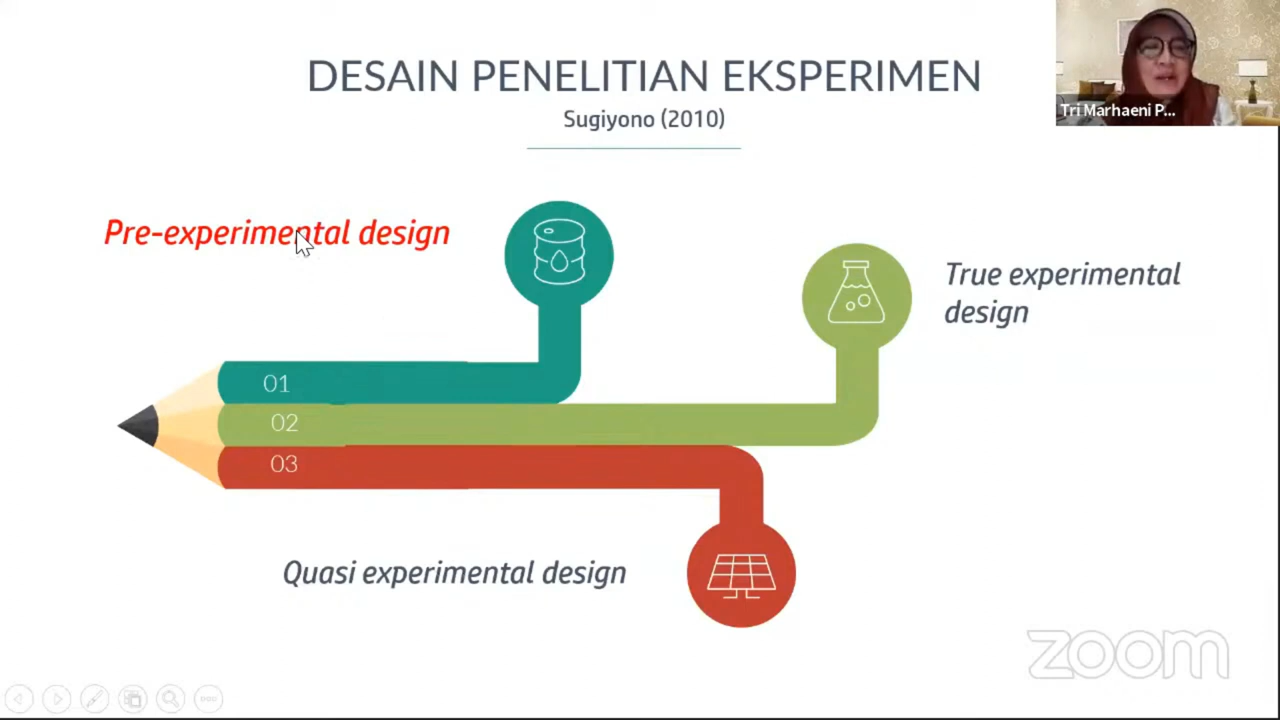 DESAIN PENELITIAN EKSPERIMEN
Sugiyono (2010)
Tri Marhaeni P...
Pre-experimental design
True experimental
design
01
02
03
Quasi experimental design
zoom